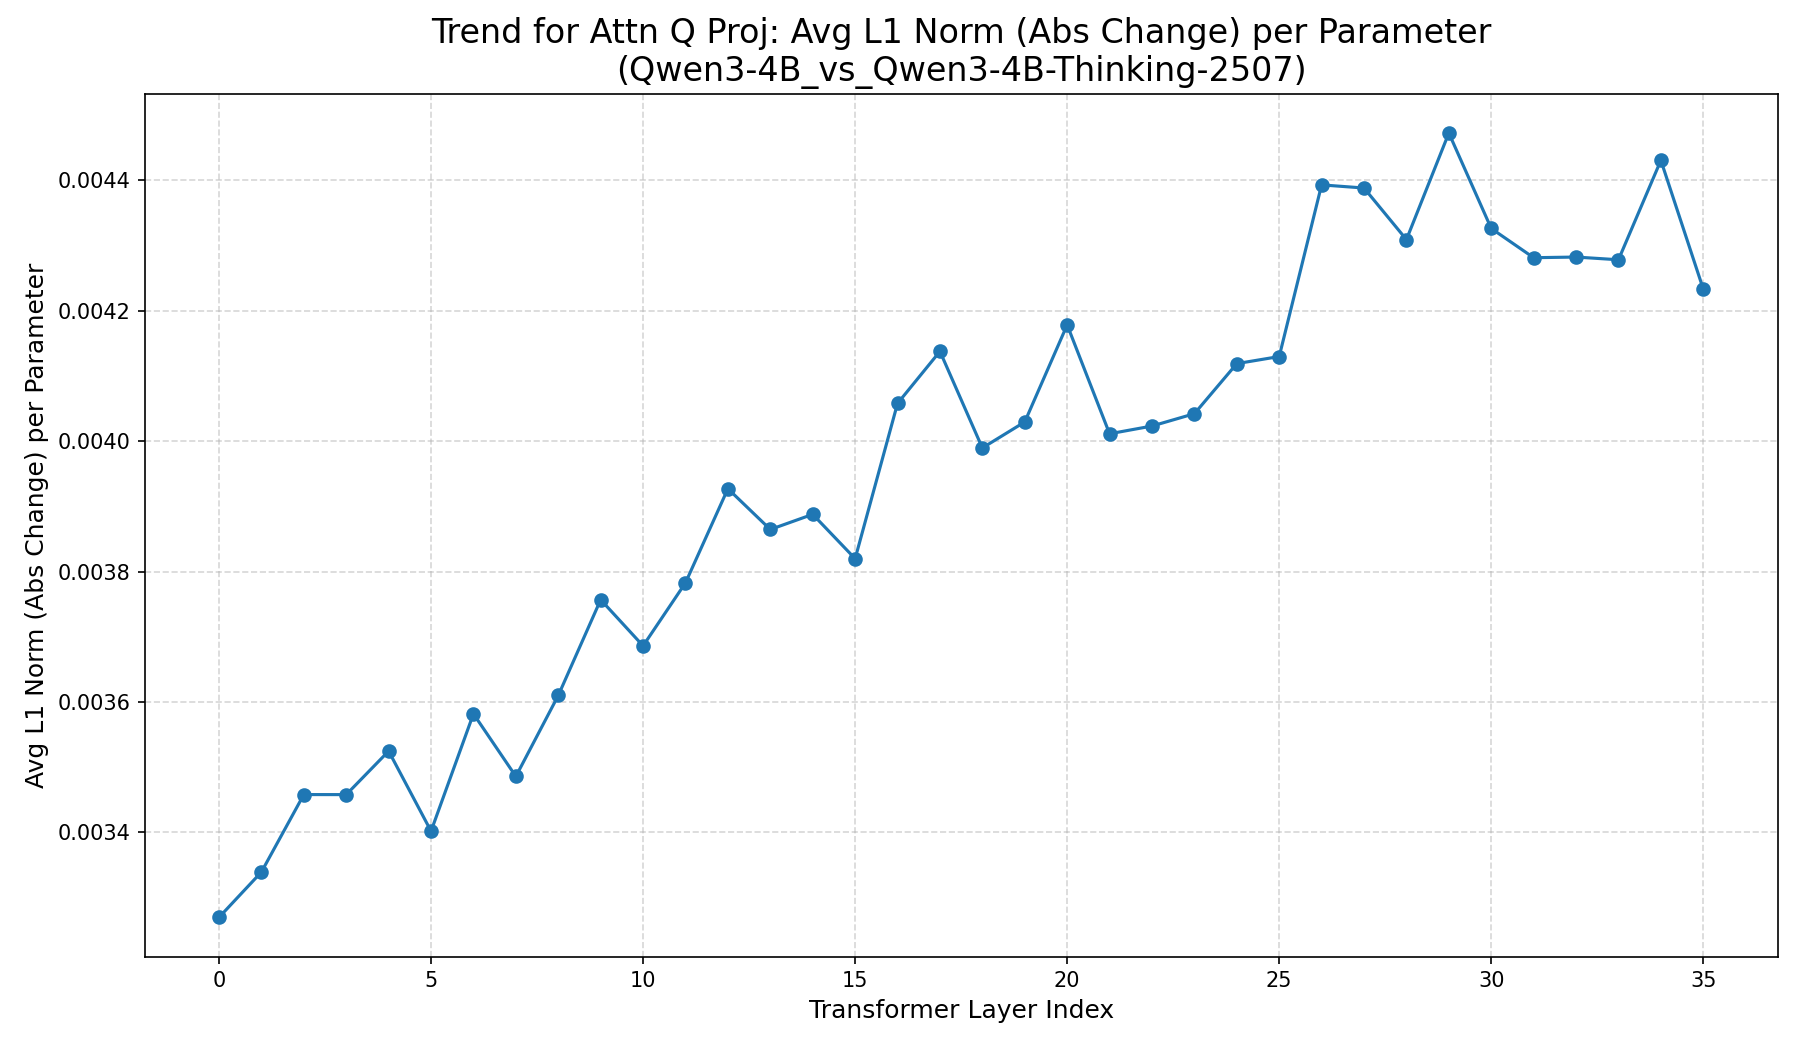 Trend for Attn Q Proj: Avg L1 Norm (Abs Change) per Parameter
(Qwen3-4B_vs_Qwen3-4B-Thinking-2507)
Avg L1 Norm (Abs Change) per Parameter
0.0044
0.0042
0.0040
0.0038
0.0036
0.0034
0 5 10 15 20 25 30 35
Transformer Layer Index